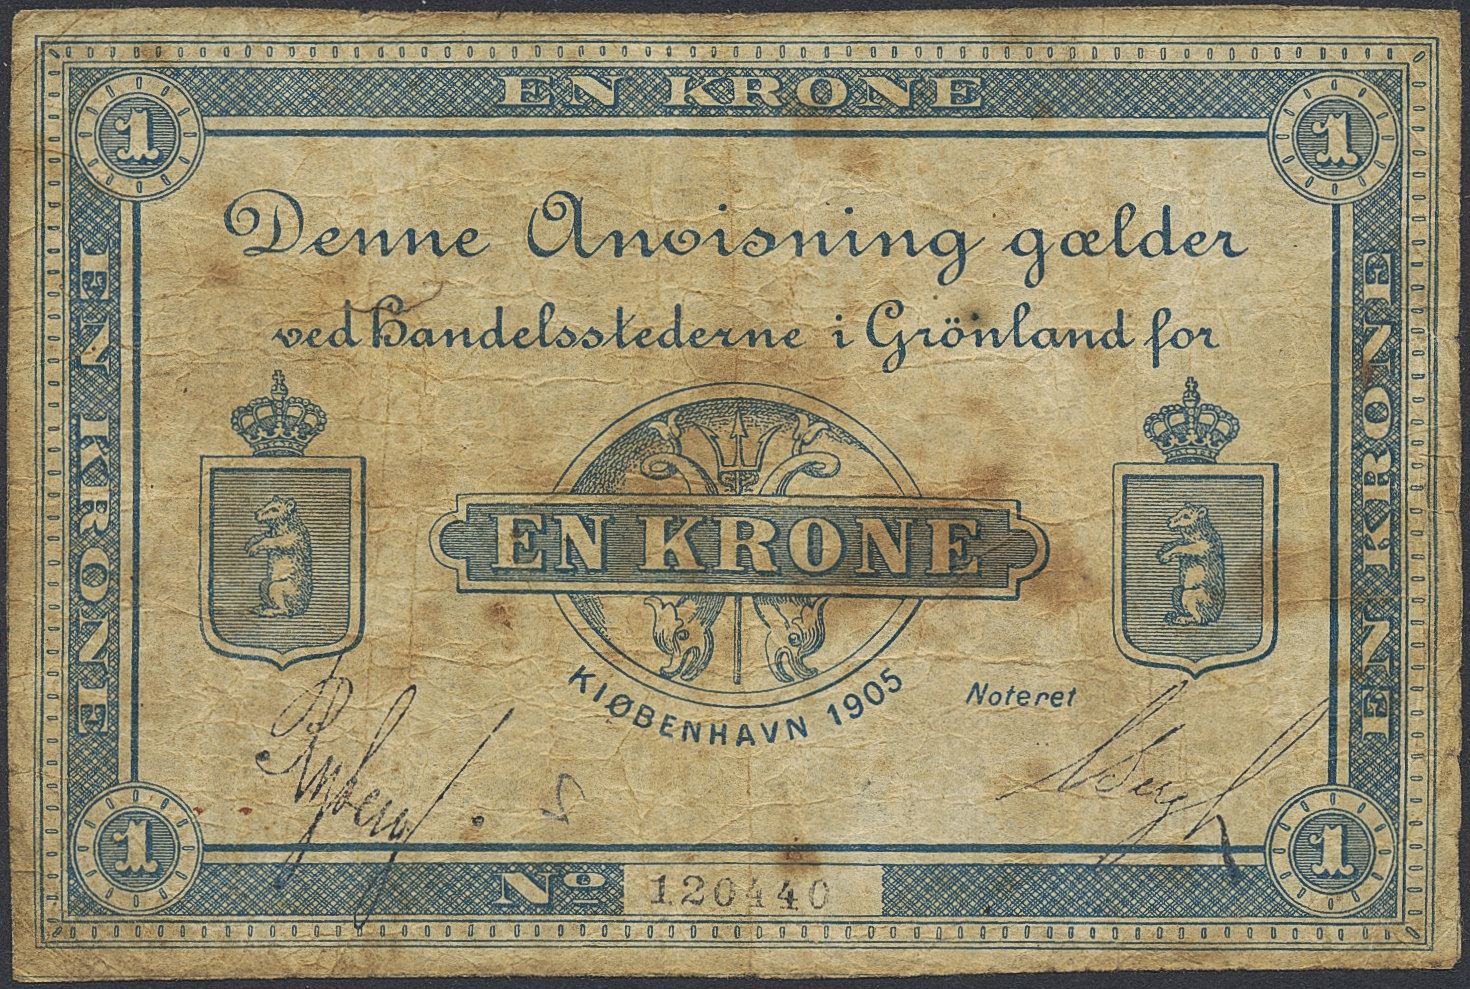 EN KRONE
1 1
Denne Anvisning gælder
ved Handelsstederne i Grönland for
EN KRONE
EN KRONE
EN KRONE
KIØBENHAVN 1905
Noteret
1 1
Nº 120440